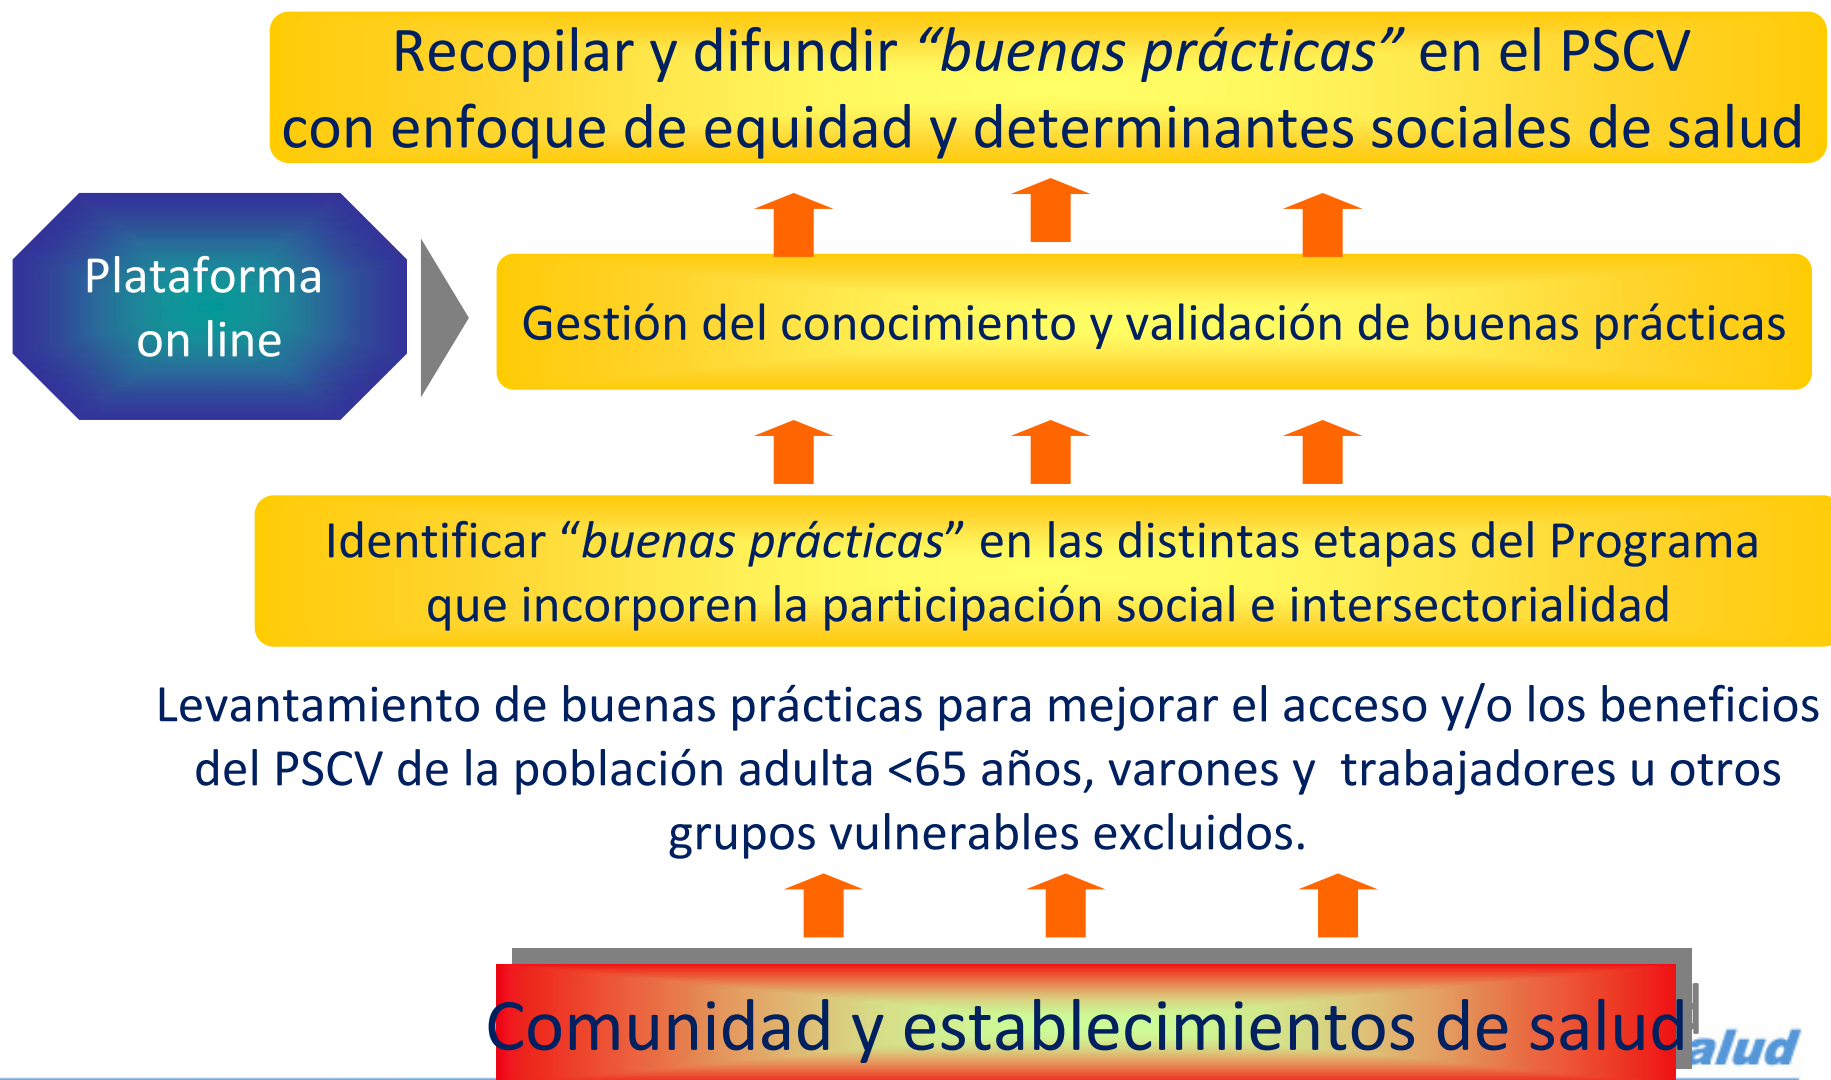 Recopilar y difundir “buenas prácticas” en el PSCV
con enfoque de equidad y determinantes sociales de salud
Plataforma
on line
Gestión del conocimiento y validación de buenas prácticas
Identificar “buenas prácticas” en las distintas etapas del Programa
que incorporen la participación social e intersectorialidad
Levantamiento de buenas prácticas para mejorar el acceso y/o los beneficios
del PSCV de la población adulta <65 años, varones y trabajadores u otros
grupos vulnerables excluidos.
Comunidad y establecimientos de salud
alud